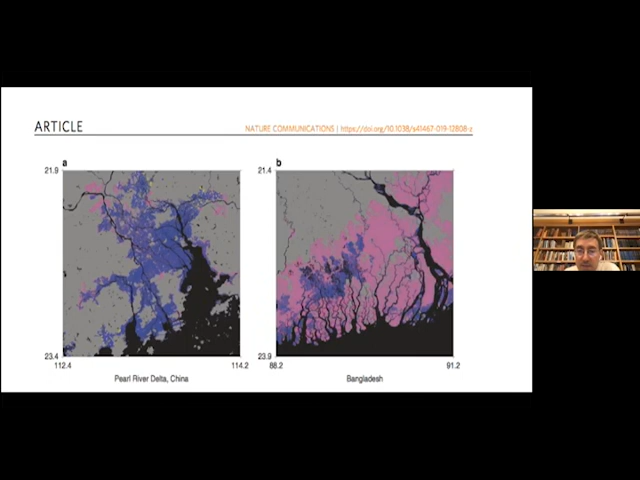 ARTICLE
NATURE COMMUNICATIONS | https://doi.org/10.1038/s41467-019-12808-z
a
b
21.9
21.4
23.4
23.9
112.4
114.2
88.2
91.2
Pearl River Delta, China
Bangladesh